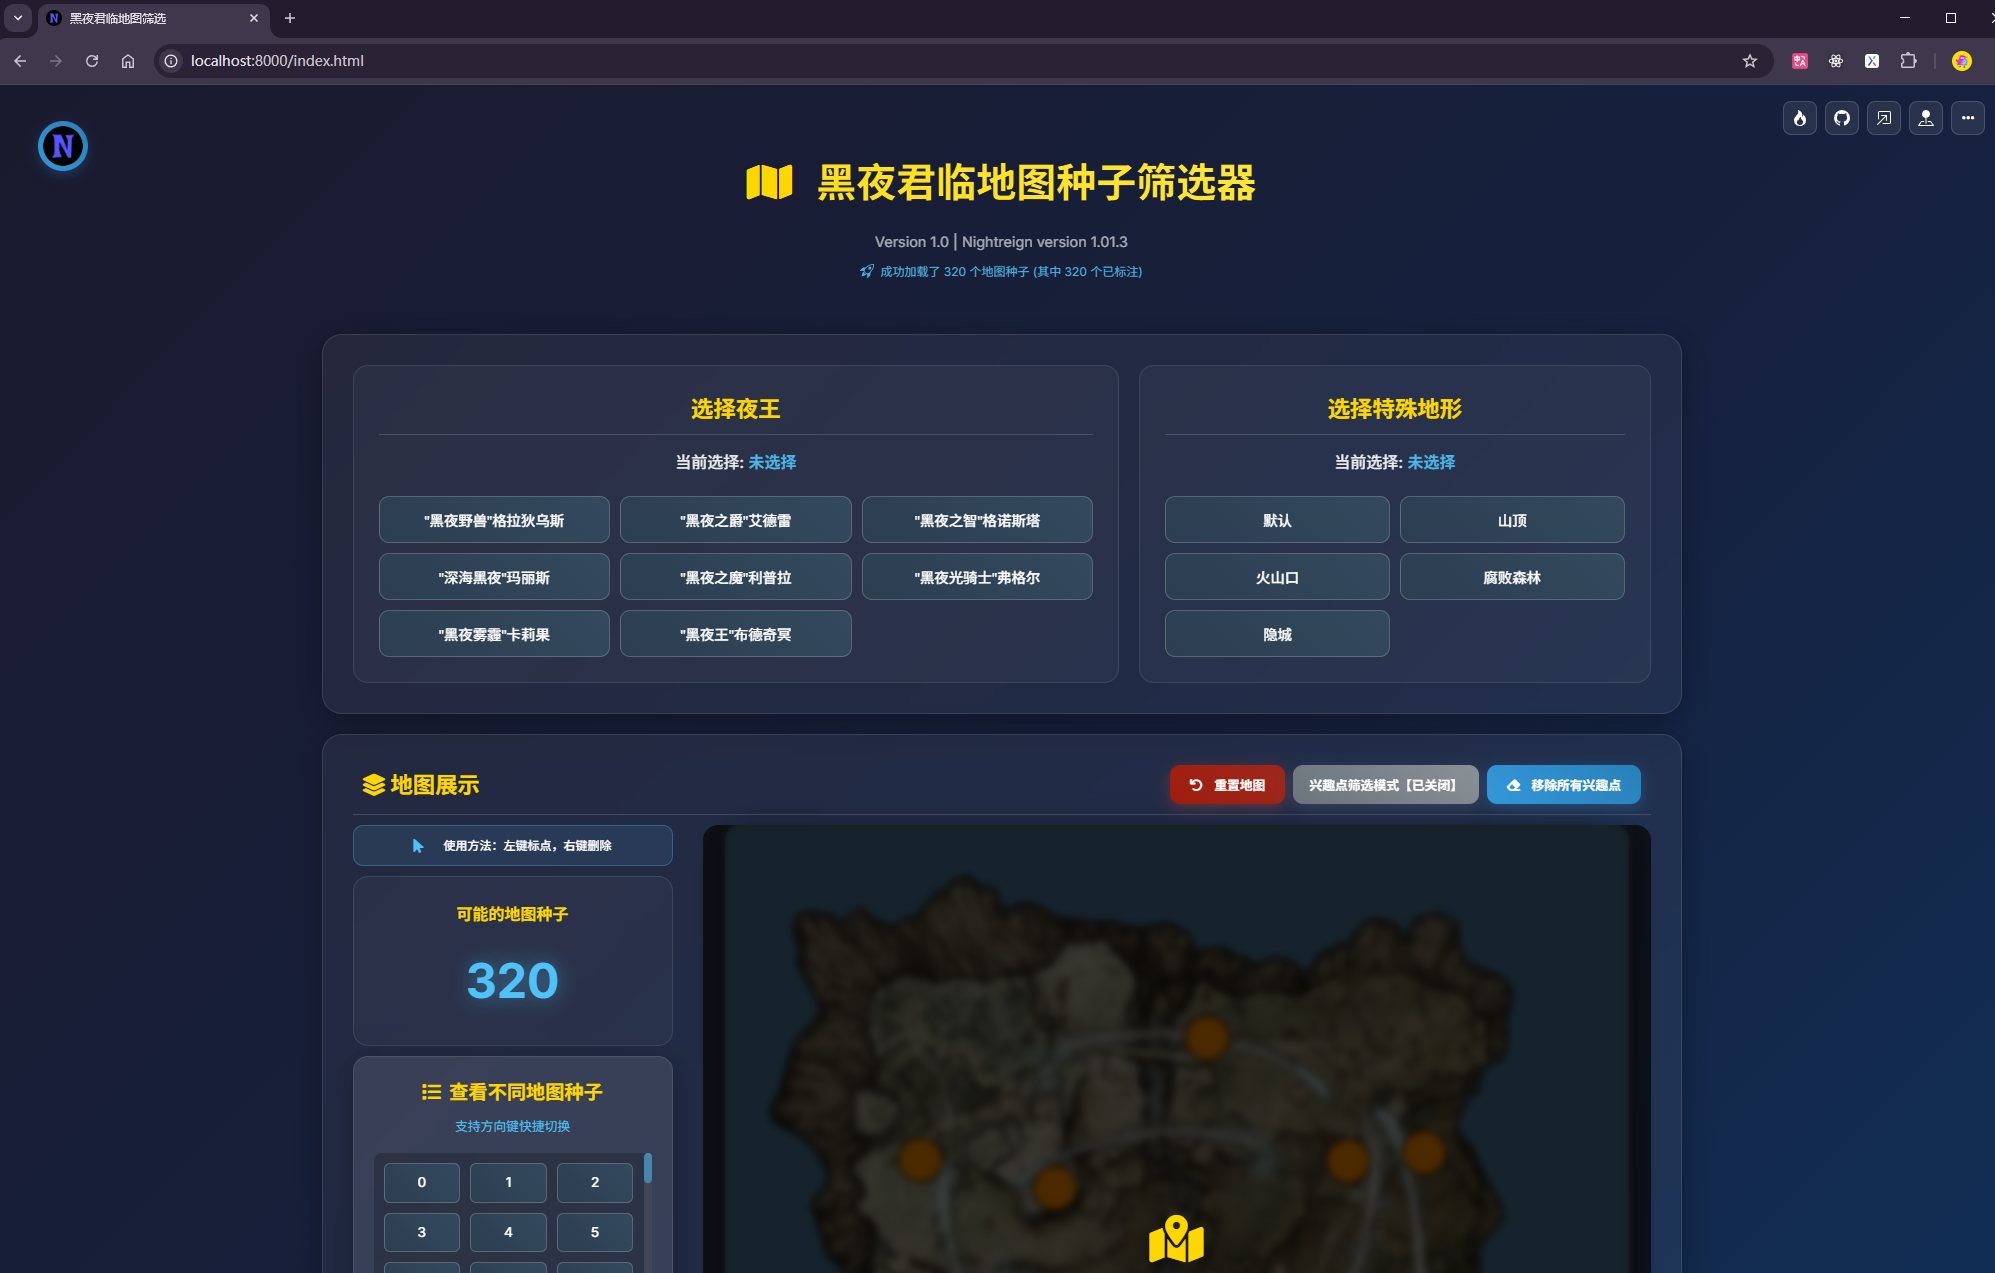 黑夜君临地图筛选
localhost:8000/index.html
N
黑夜君临地图种子筛选器
Version 1.0 | Nightreign version 1.01.3
成功加载了 320 个地图种子 (其中 320 个已标注)
选择夜王
当前选择: 未选择
"黑夜野兽"格拉狄乌斯
"黑夜之爵"艾德雷
"黑夜之智"格诺斯塔
"深海黑夜"玛丽斯
"黑夜之魔"利普拉
"黑夜光骑士"弗格尔
"黑夜雾霾"卡莉果
"黑夜王"布德奇冥
选择特殊地形
当前选择: 未选择
默认
山顶
火山口
腐败森林
隐城
地图展示
重置地图
兴趣点筛选模式【已关闭】
移除所有兴趣点
使用方法：左键标点，右键删除
可能的地图种子
320
查看不同地图种子
支持方向键快捷切换
0 1 2
3 4 5